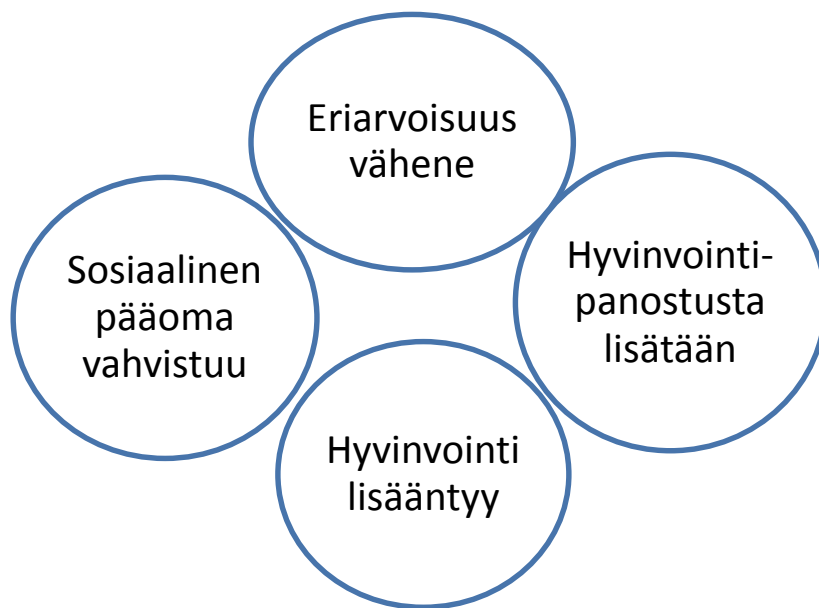 Eriarvoisuus
vähene
Sosiaalinen
pääoma
vahvistuu
Hyvinvointi-
panostusta
lisätään
Hyvinvointi
lisääntyy